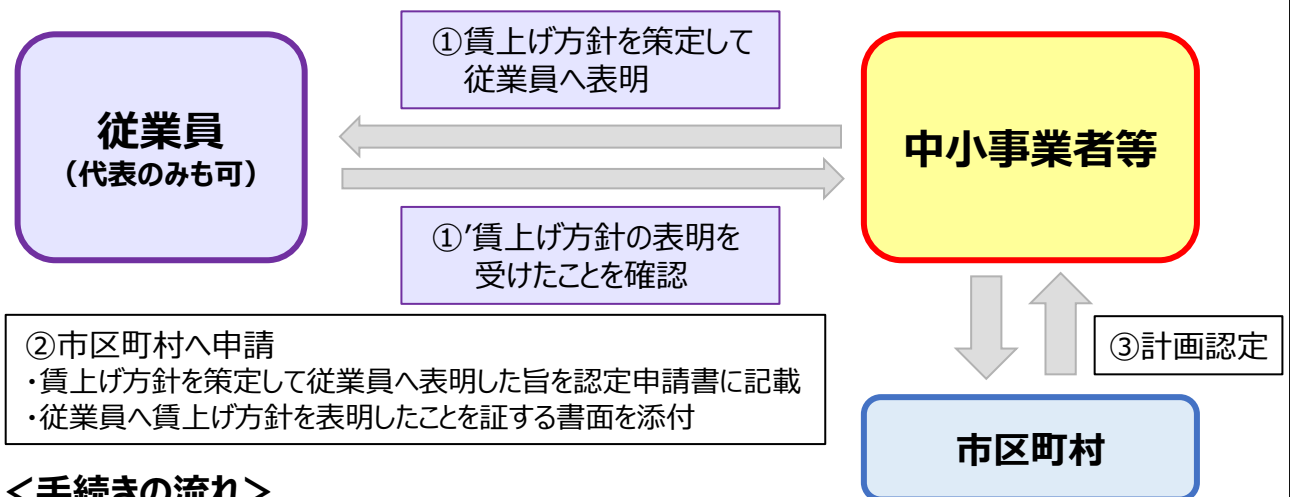 ①賃上げ方針を策定して
従業員へ表明
従業員
（代表のみも可）
中小事業者等
①’賃上げ方針の表明を
受けたことを確認
②市区町村へ申請
・賃上げ方針を策定して従業員へ表明した旨を認定申請書に記載
・従業員へ賃上げ方針を表明したことを証する書面を添付
③計画認定
市区町村
＜手続きの流れ＞